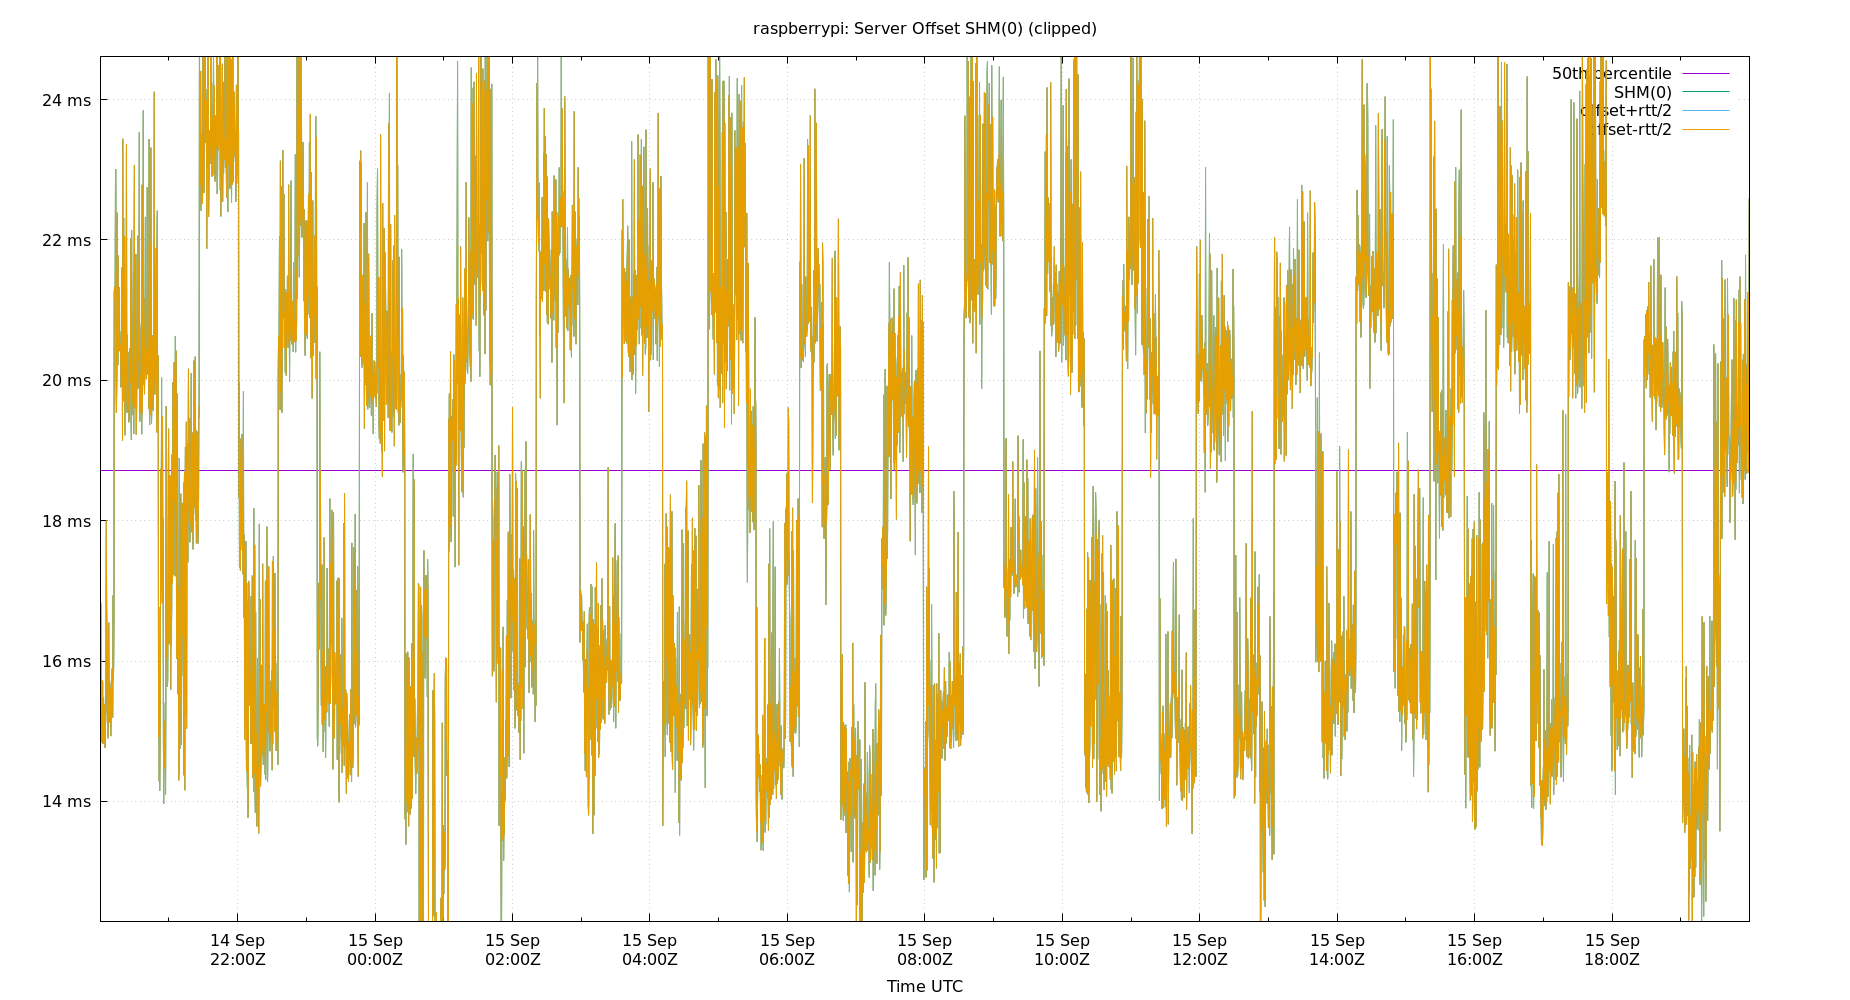 raspberrypi: Server Offset SHM(0) (clipped)
24 ms
22 ms
20 ms
18 ms
16 ms
14 ms
50th percentile
SHM(0)
offset+rtt/2
offset-rtt/2
14 Sep 15 Sep 15 Sep 15 Sep 15 Sep 15 Sep 15 Sep 15 Sep 15 Sep 15 Sep 15 Sep
22:00Z 00:00Z 02:00Z 04:00Z 06:00Z 08:00Z 10:00Z 12:00Z 14:00Z 16:00Z 18:00Z
Time UTC